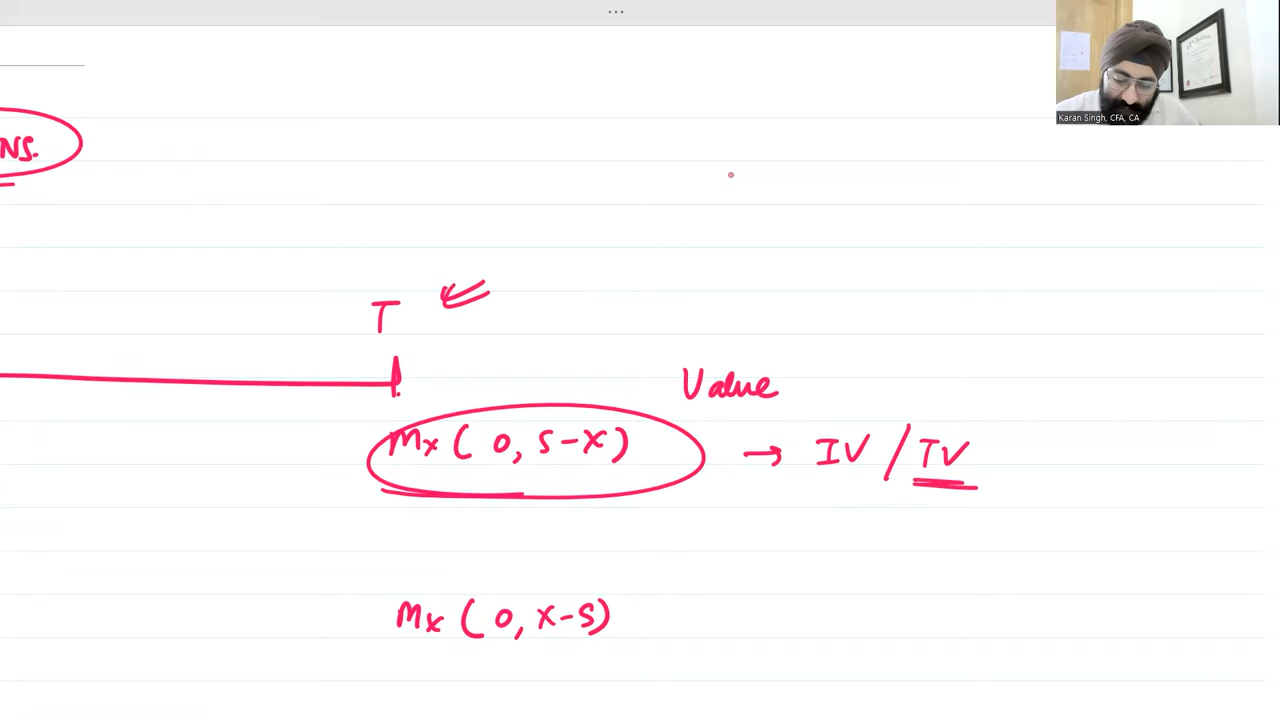 Karan Singh, CFA, CA
NS.
T
Value
Mx ( 0, S-X) → IV / TV
Mx ( 0, X-S)